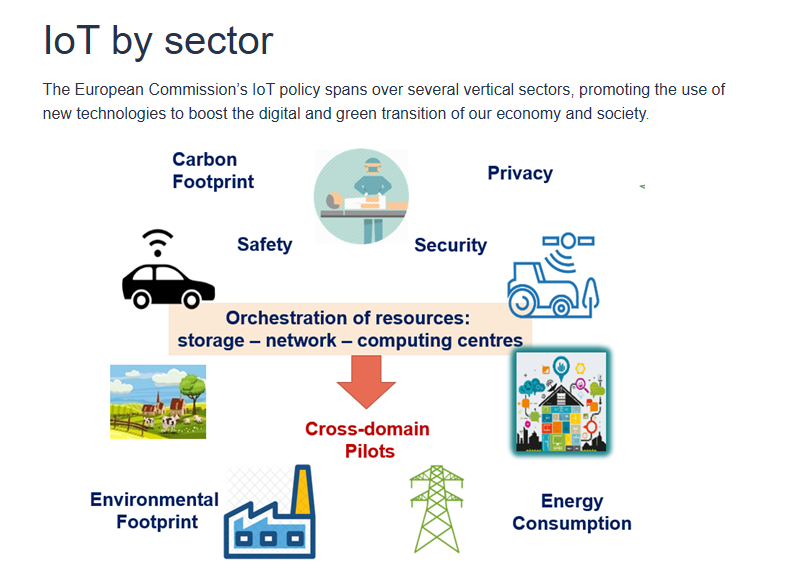 IoT by sector
The European Commission’s IoT policy spans over several vertical sectors, promoting the use of
new technologies to boost the digital and green transition of our economy and society.
Carbon
Footprint
Privacy
Safety
Security
Orchestration of resources:
storage – network – computing centres
Cross-domain
Pilots
Environmental
Footprint
Energy
Consumption